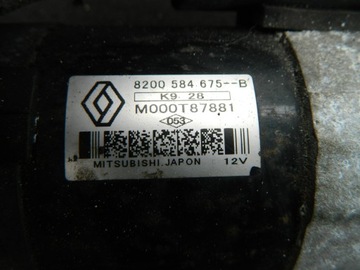 8200 584 675--B
K9 28
M000T87881
D53
MITSUBISHI.JAPON 12V